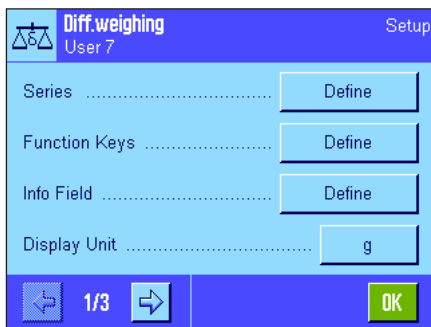 Diff.weighing Setup
User 7
Series ................................ Define
Function Keys ...................... Define
Info Field ............................. Define
Display Unit ................................ g
1/3 OK